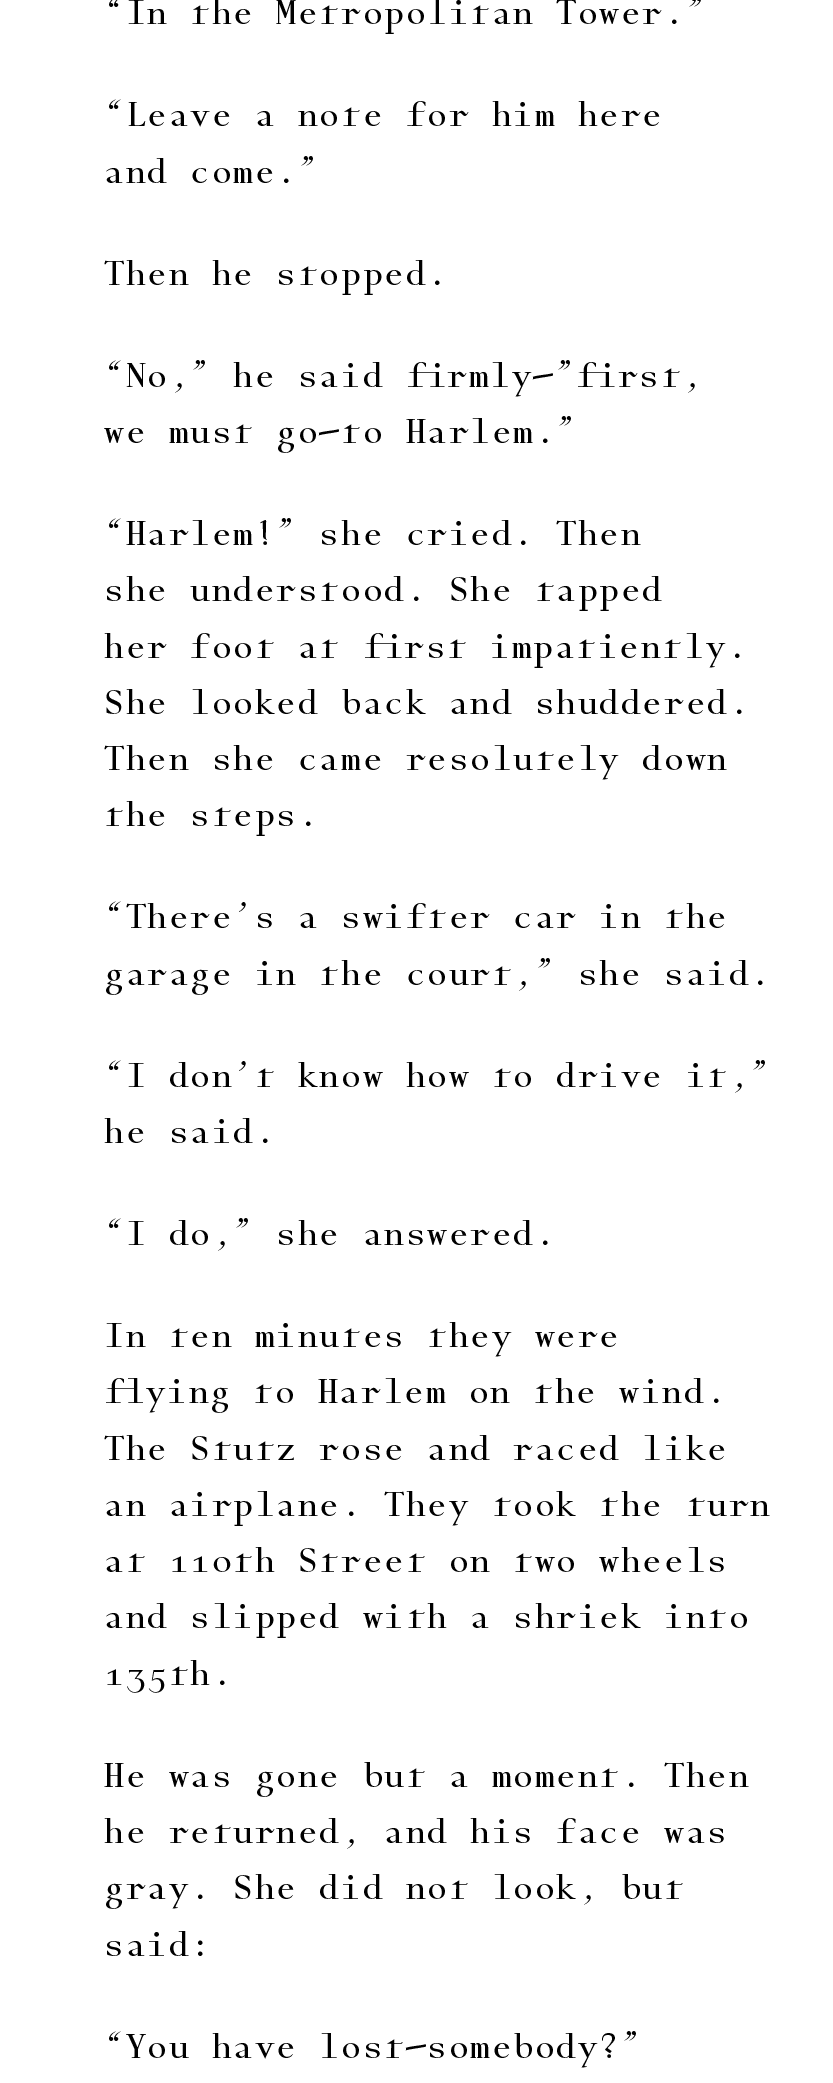 “In the Metropolitan Tower.”
“Leave a note for him here
and come.”
Then he stopped.
“No,” he said firmly—”first,
we must go—to Harlem.”
“Harlem!” she cried. Then
she understood. She tapped
her foot at first impatiently.
She looked back and shuddered.
Then she came resolutely down
the steps.
“There’s a swifter car in the
garage in the court,” she said.
“I don’t know how to drive it,”
he said.
“I do,” she answered.
In ten minutes they were
flying to Harlem on the wind.
The Stutz rose and raced like
an airplane. They took the turn
at 110th Street on two wheels
and slipped with a shriek into
135th.
He was gone but a moment. Then
he returned, and his face was
gray. She did not look, but
said:
“You have lost—somebody?”